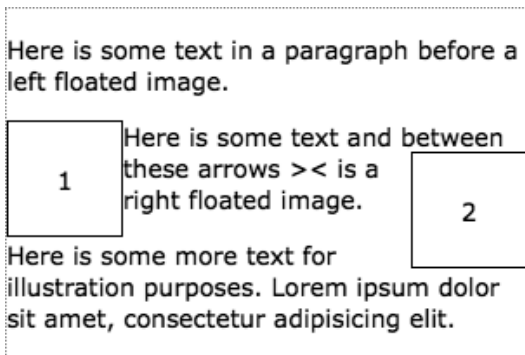 Here is some text in a paragraph before a
left floated image.
1
Here is some text and between
these arrows >< is a
right floated image.
2
Here is some more text for
illustration purposes. Lorem ipsum dolor
sit amet, consectetur adipisicing elit.